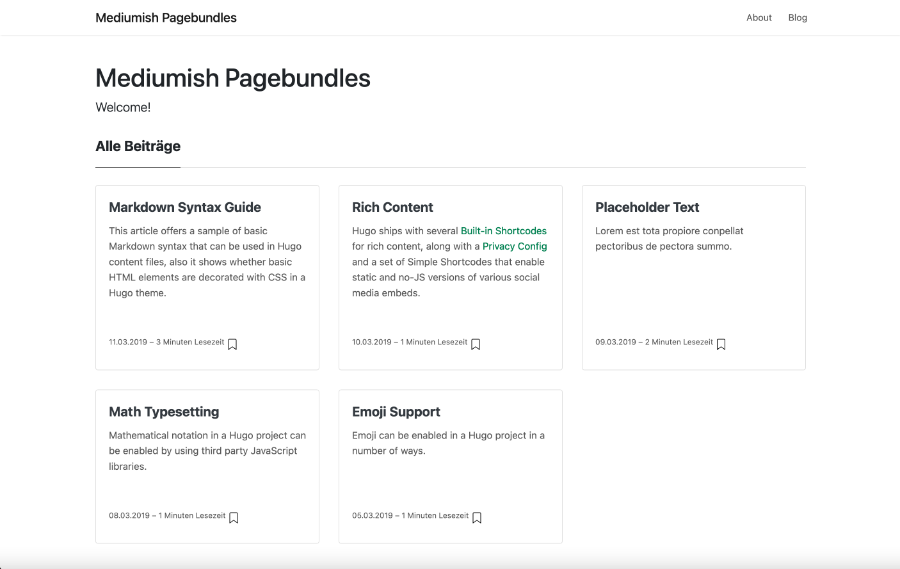 Mediumish Pagebundles
About
Blog
Mediumish Pagebundles
Welcome!
Alle Beiträge
Markdown Syntax Guide
This article offers a sample of basic
Markdown syntax that can be used in Hugo
content files, also it shows whether basic
HTML elements are decorated with CSS in a
Hugo theme.
11.03.2019 – 3 Minuten Lesezeit
Rich Content
Hugo ships with several Built-in Shortcodes
for rich content, along with a Privacy Config
and a set of Simple Shortcodes that enable
static and no-JS versions of various social
media embeds.
10.03.2019 – 1 Minuten Lesezeit
Placeholder Text
Lorem est tota propiore conpellat
pectoribus de pectora summo.
09.03.2019 – 2 Minuten Lesezeit
Math Typesetting
Mathematical notation in a Hugo project can
be enabled by using third party JavaScript
libraries.
08.03.2019 – 1 Minuten Lesezeit
Emoji Support
Emoji can be enabled in a Hugo project in a
number of ways.
05.03.2019 – 1 Minuten Lesezeit